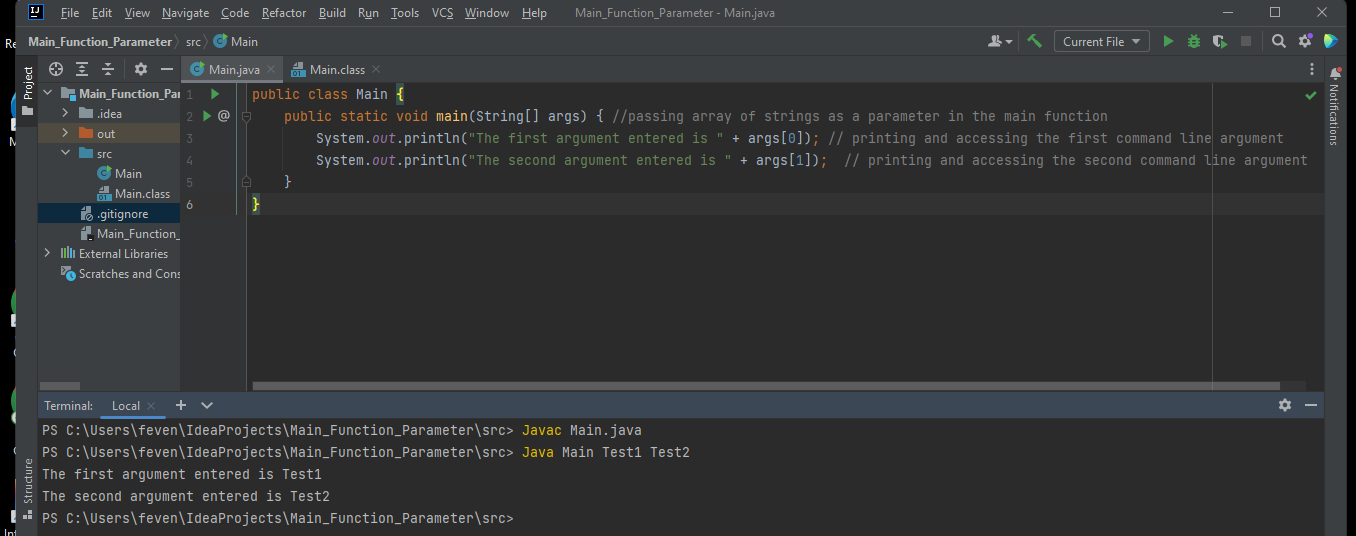 File Edit View Navigate Code Refactor Build Run Tools VCS Window Help Main_Function_Parameter - Main.java
Main_Function_Parameter src Main
Current File
Project
Main.java Main.class
Main_Function_Par
.idea
out
src
Main
Main.class
.gitignore
Main_Function_
External Libraries
Scratches and Cons
1 public class Main {
2 @ public static void main(String[] args) { //passing array of strings as a parameter in the main function
3 System.out.println("The first argument entered is " + args[0]); // printing and accessing the first command line argument
4 System.out.println("The second argument entered is " + args[1]);  // printing and accessing the second command line argument
5 }
6 }
Notifications
Terminal: Local
PS C:\Users\feven\IdeaProjects\Main_Function_Parameter\src> Javac Main.java
PS C:\Users\feven\IdeaProjects\Main_Function_Parameter\src> Java Main Test1 Test2
The first argument entered is Test1
The second argument entered is Test2
PS C:\Users\feven\IdeaProjects\Main_Function_Parameter\src>
Structure